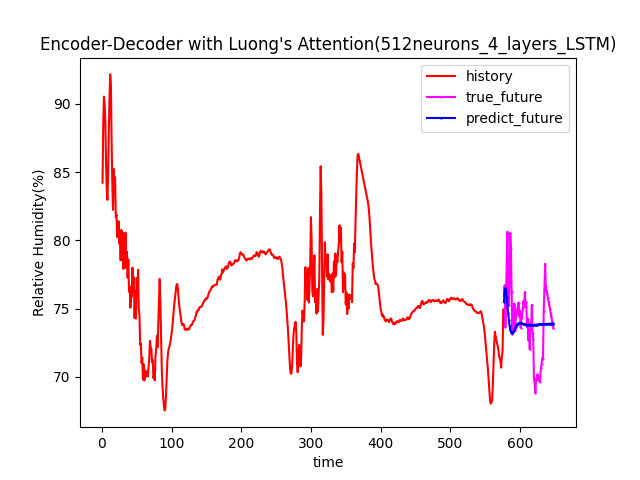 Encoder-Decoder with Luong's Attention(512neurons_4_layers_LSTM)
history
true_future
predict_future
Relative Humidity(%)
90
85
80
75
70
0 100 200 300 400 500 600
time